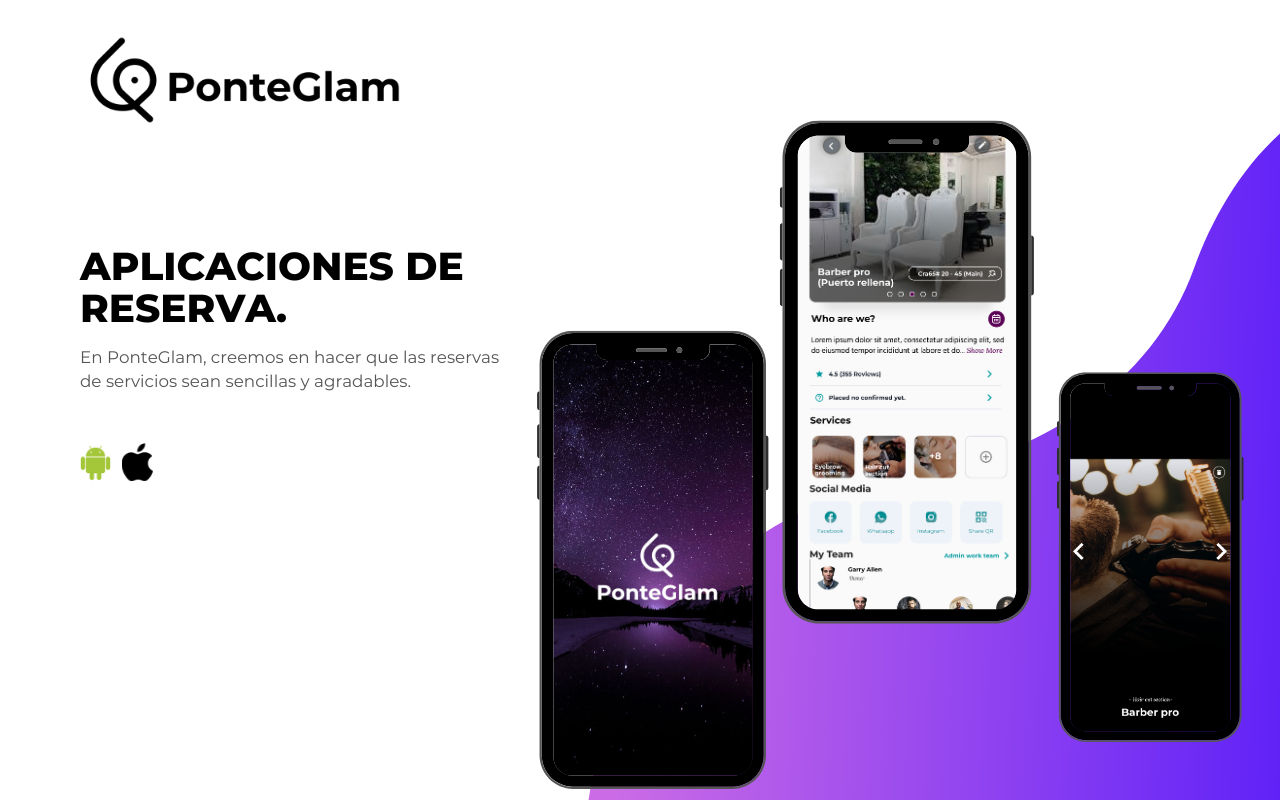 PonteGlam
APLICACIONES DE
RESERVA.
En PonteGlam, creemos en hacer que las reservas
de servicios sean sencillas y agradables.
PonteGlam
Barber pro
(Puerto rellena)
Cra65# 20 - 45 (Main)
Who are we?
Lorem ipsum dolor sit amet, consectetur adipiscing elit, sed
do eiusmod tempor incididunt ut labore et do... Show More
4.5 (355 Reviews)
Placed no confirmed yet.
Services
Eyebrow
grooming
Haircut
section
+8
Social Media
Facebook
Whatsapp
Instagram
Share QR
My Team
Admin work team
Garry Allen
Owner
Barber pro